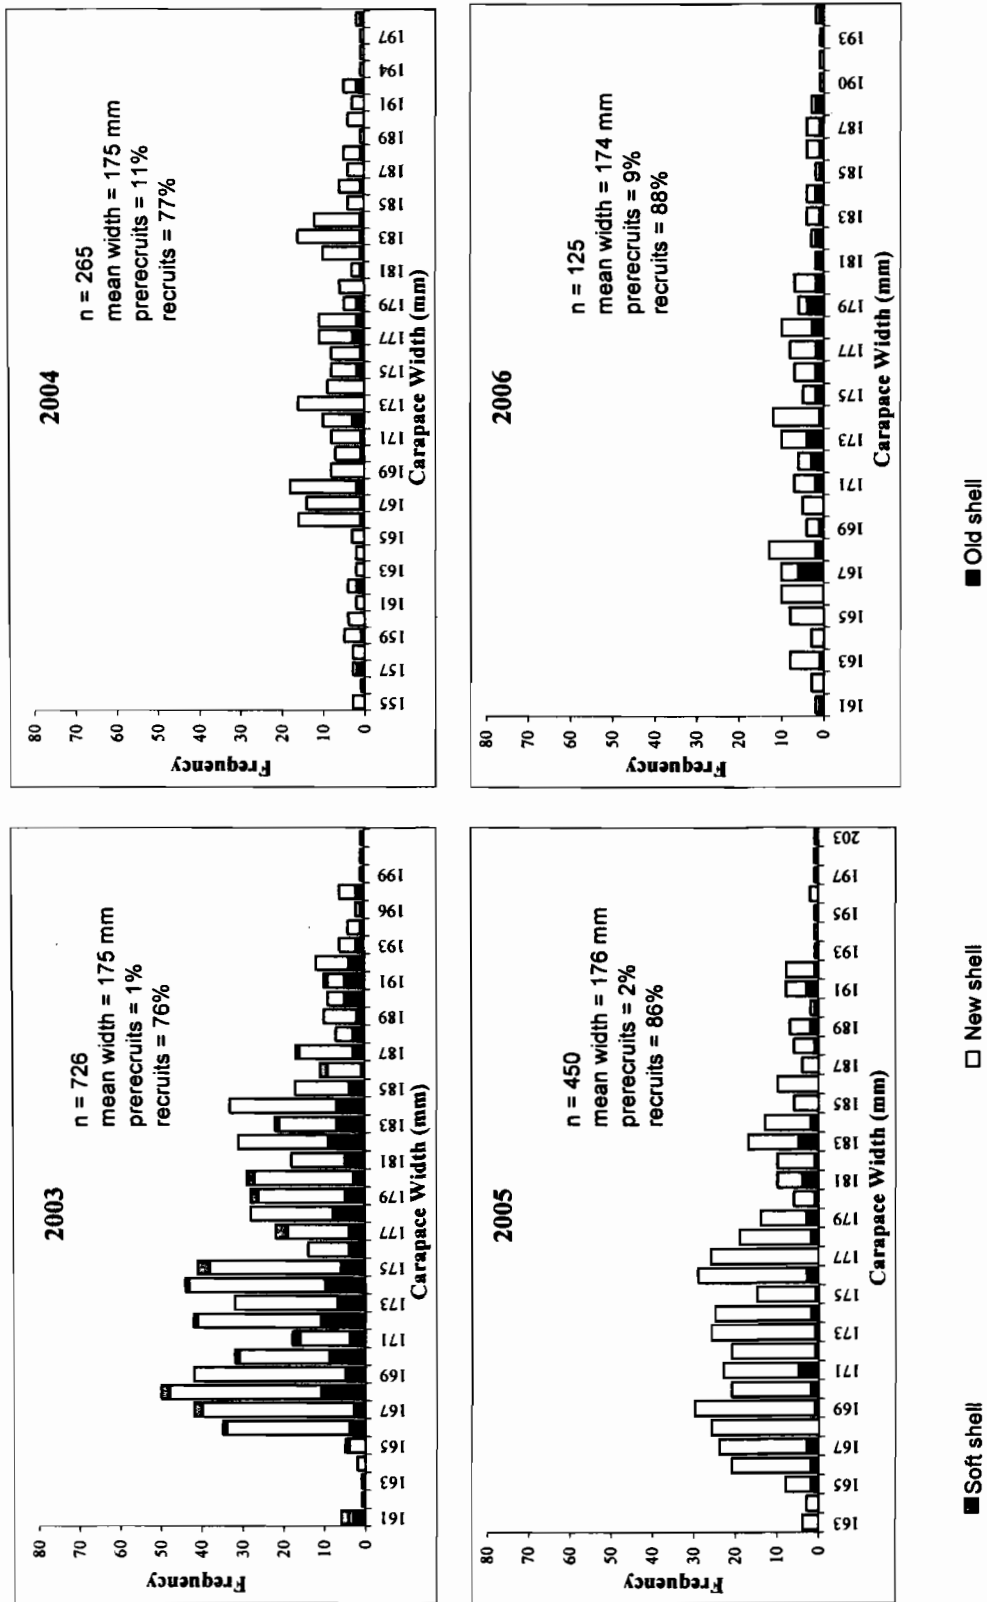 2003
n = 726
mean width = 175 mm
prerecruits = 1%
recruits = 76%
Frequency
80
70
60
50
40
30
20
10
0
161 163 165 167 169 171 173 175 177 179 181 183 185 187 189 191 193 196 199
Carapace Width (mm)
2004
n = 265
mean width = 175 mm
prerecruits = 11%
recruits = 77%
Frequency
80
70
60
50
40
30
20
10
0
155 157 159 161 163 165 167 169 171 173 175 177 179 181 183 185 187 189 191 194 197
Carapace Width (mm)
2005
n = 450
mean width = 176 mm
prerecruits = 2%
recruits = 86%
Frequency
80
70
60
50
40
30
20
10
0
163 165 167 169 171 173 175 177 179 181 183 185 187 189 191 193 195 197 203
Carapace Width (mm)
2006
n = 125
mean width = 174 mm
prerecruits = 9%
recruits = 88%
Frequency
80
70
60
50
40
30
20
10
0
161 163 165 167 169 171 173 175 177 179 181 183 185 187 190 193
Carapace Width (mm)
Soft shell
New shell
Old shell